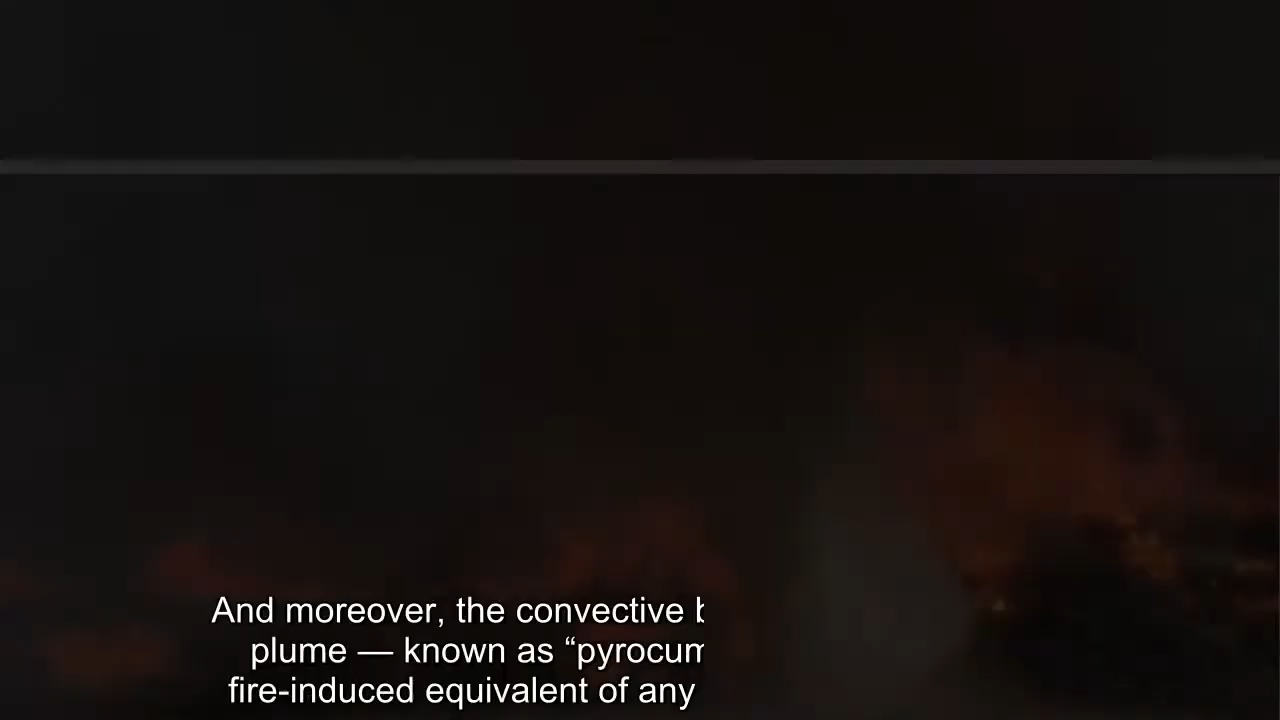 And moreover, the convective
plume — known as “pyrocum
fire-induced equivalent of any